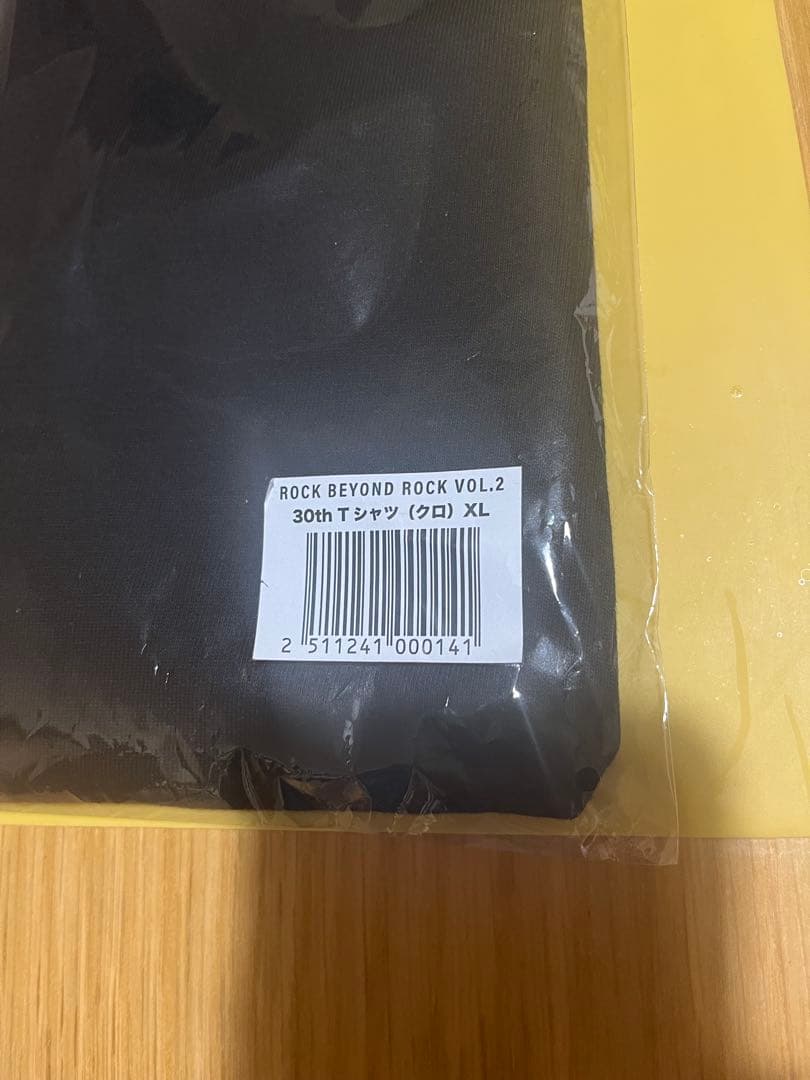 ROCK BEYOND ROCK VOL.2
30th Tシャツ（クロ）XL
2 511241 000141